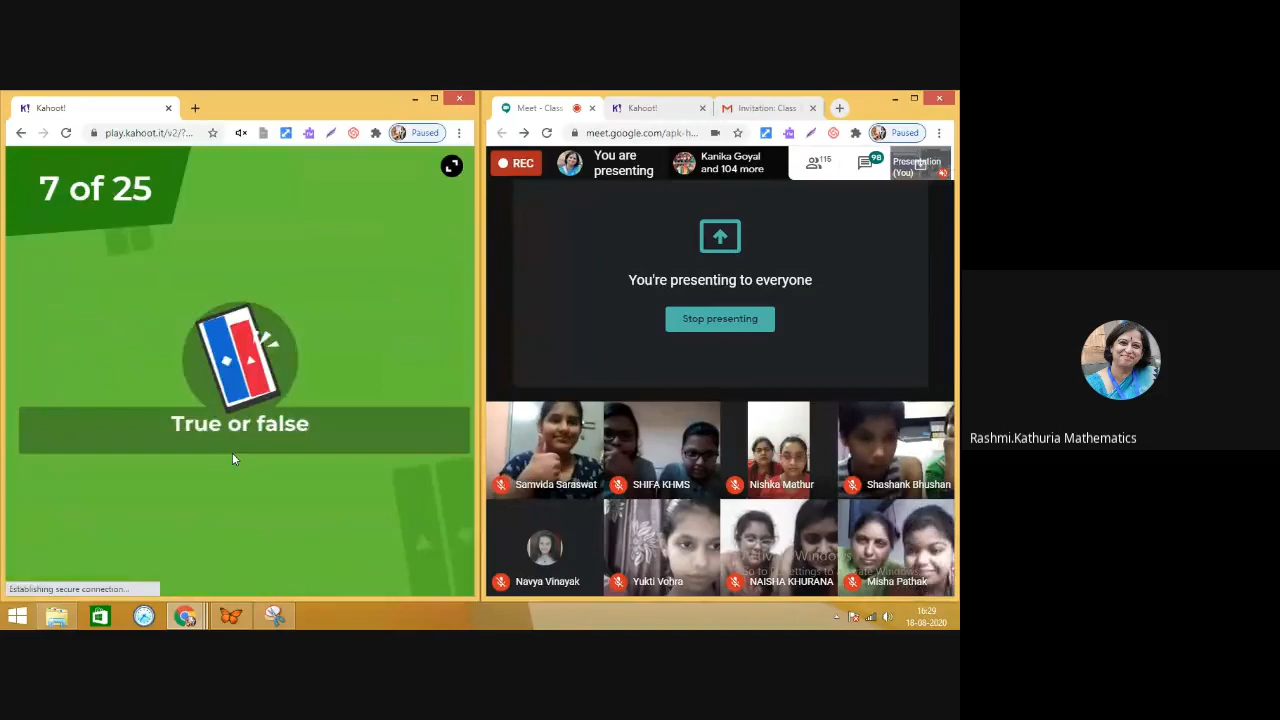 Kahoot!
play.kahoot.it/v2/?...
Paused
7 of 25
True or false
Establishing secure connection...
Meet - Class
Kahoot!
Invitation: Class
meet.google.com/apk-h...
Paused
REC
You are
presenting
Kanika Goyal
and 104 more
115
98
Presentation
(You)
You're presenting to everyone
Stop presenting
Samvida Saraswat
SHIFA KHMS
Nishka Mathur
Shashank Bhushan
Navya Vinayak
Yukti Vohra
NAISHA KHURANA
Misha Pathak
16:29
18-08-2020
Rashmi.Kathuria Mathematics